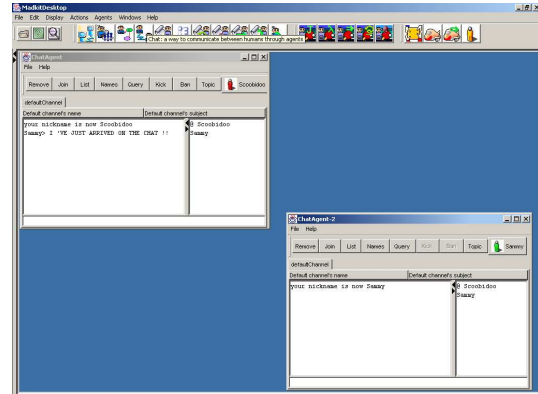 MadkitDesktop
File Edit Display Actions Agents Windows Help
Chat : a way to communicate between humans through agents
ChatAgent
File Help
Remove Join List Names Query Kick Ban Topic Scoobidoo
defaultChannel
Default channel's name Default channel's subject
your nickname is now Scoobidoo @ Scoobidoo
Sammy> I 'VE JUST ARRIVED ON THE CHAT !! Sammy
ChatAgent-2
File Help
Remove Join List Names Query Kick Ban Topic Sammy
defaultChannel
Default channel's name Default channel's subject
your nickname is now Sammy @ Scoobidoo
Sammy